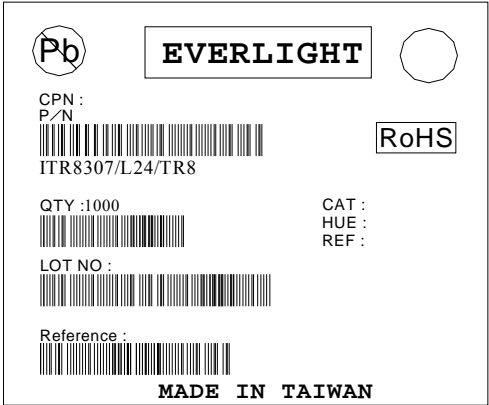 Pb
EVERLIGHT
CPN :
P/N
RoHS
ITR8307/L24/TR8
QTY :1000
CAT :
HUE :
REF :
LOT NO :
Reference :
MADE IN TAIWAN